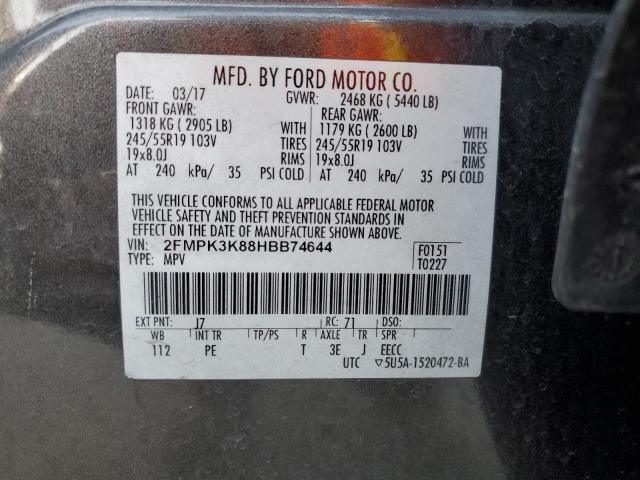 MFD. BY FORD MOTOR CO.
DATE: 03/17 GVWR: 2468 KG ( 5440 LB)
FRONT GAWR: REAR GAWR:
1318 KG ( 2905 LB) WITH 1179 KG ( 2600 LB) WITH
245/55R19 103V TIRES 245/55R19 103V TIRES
19x8.0J RIMS 19x8.0J RIMS
AT 240 kPa/ 35 PSI COLD AT 240 kPa/ 35 PSI COLD
THIS VEHICLE CONFORMS TO ALL APPLICABLE FEDERAL MOTOR
VEHICLE SAFETY AND THEFT PREVENTION STANDARDS IN
EFFECT ON THE DATE OF MANUFACTURE SHOWN ABOVE.
VIN: 2FMPK3K88HBB74644 F0151
TYPE: MPV T0227
EXT PNT: J7 RC: 71 DSO:
WB INT TR TP/PS R AXLE TR SPR
112 PE T 3E J EECC
UTC ▽5U5A-1520472-BA